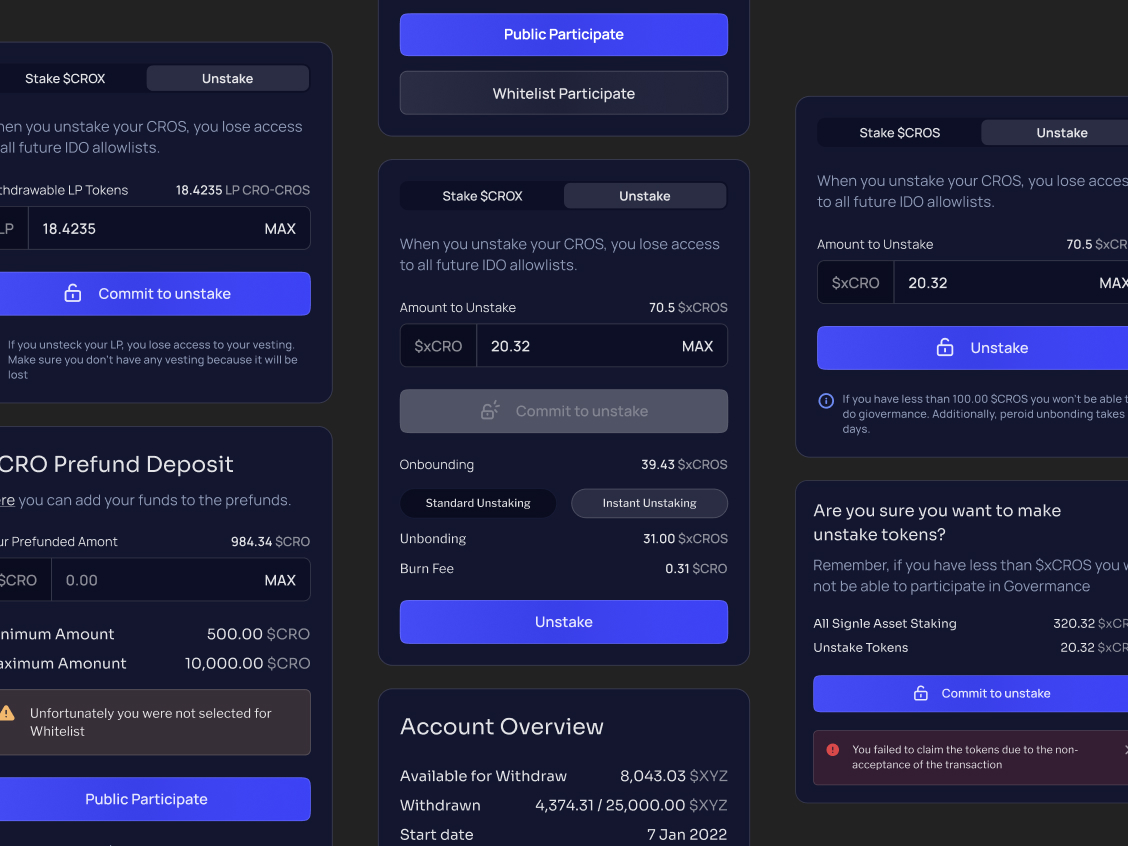 Stake $CROX
Unstake
hen you unstake your CROS, you lose access
all future IDO allowlists.
thdrawable LP Tokens
18.4235 LP CRO-CROS
LP
18.4235
MAX
Commit to unstake
If you unsteck your LP, you lose access to your vesting.
Make sure you don't have any vesting because it will be
lost
CRO Prefund Deposit
ere you can add your funds to the prefunds.
ur Prefunded Amont
984.34 $CRO
$CRO
0.00
MAX
nimum Amount
500.00 $CRO
aximum Amonunt
10,000.00 $CRO
Unfortunately you were not selected for
Whitelist
Public Participate
Public Participate
Whitelist Participate
Stake $CROX
Unstake
When you unstake your CROS, you lose access
to all future IDO allowlists.
Amount to Unstake
70.5 $xCROS
$xCRO
20.32
MAX
Commit to unstake
Onbounding
39.43 $xCROS
Standard Unstaking
Instant Unstaking
Unbonding
31.00 $xCROS
Burn Fee
0.31 $CRO
Unstake
Account Overview
Available for Withdraw
8,043.03 $XYZ
Withdrawn
4,374.31 / 25,000.00 $XYZ
Start date
7 Jan 2022
Stake $CROS
Unstake
When you unstake your CROS, you lose acces
to all future IDO allowlists.
Amount to Unstake
70.5 $xCR
$xCRO
20.32
MAX
Unstake
If you have less than 100.00 $CROS you won't be able t
do giovermance. Additionally, peroid unbonding takes
days.
Are you sure you want to make
unstake tokens?
Remember, if you have less than $xCROS you w
not be able to participate in Govermance
All Signle Asset Staking
320.32 $xCR
Unstake Tokens
20.32 $xCR
Commit to unstake
You failed to claim the tokens due to the non-
acceptance of the transaction